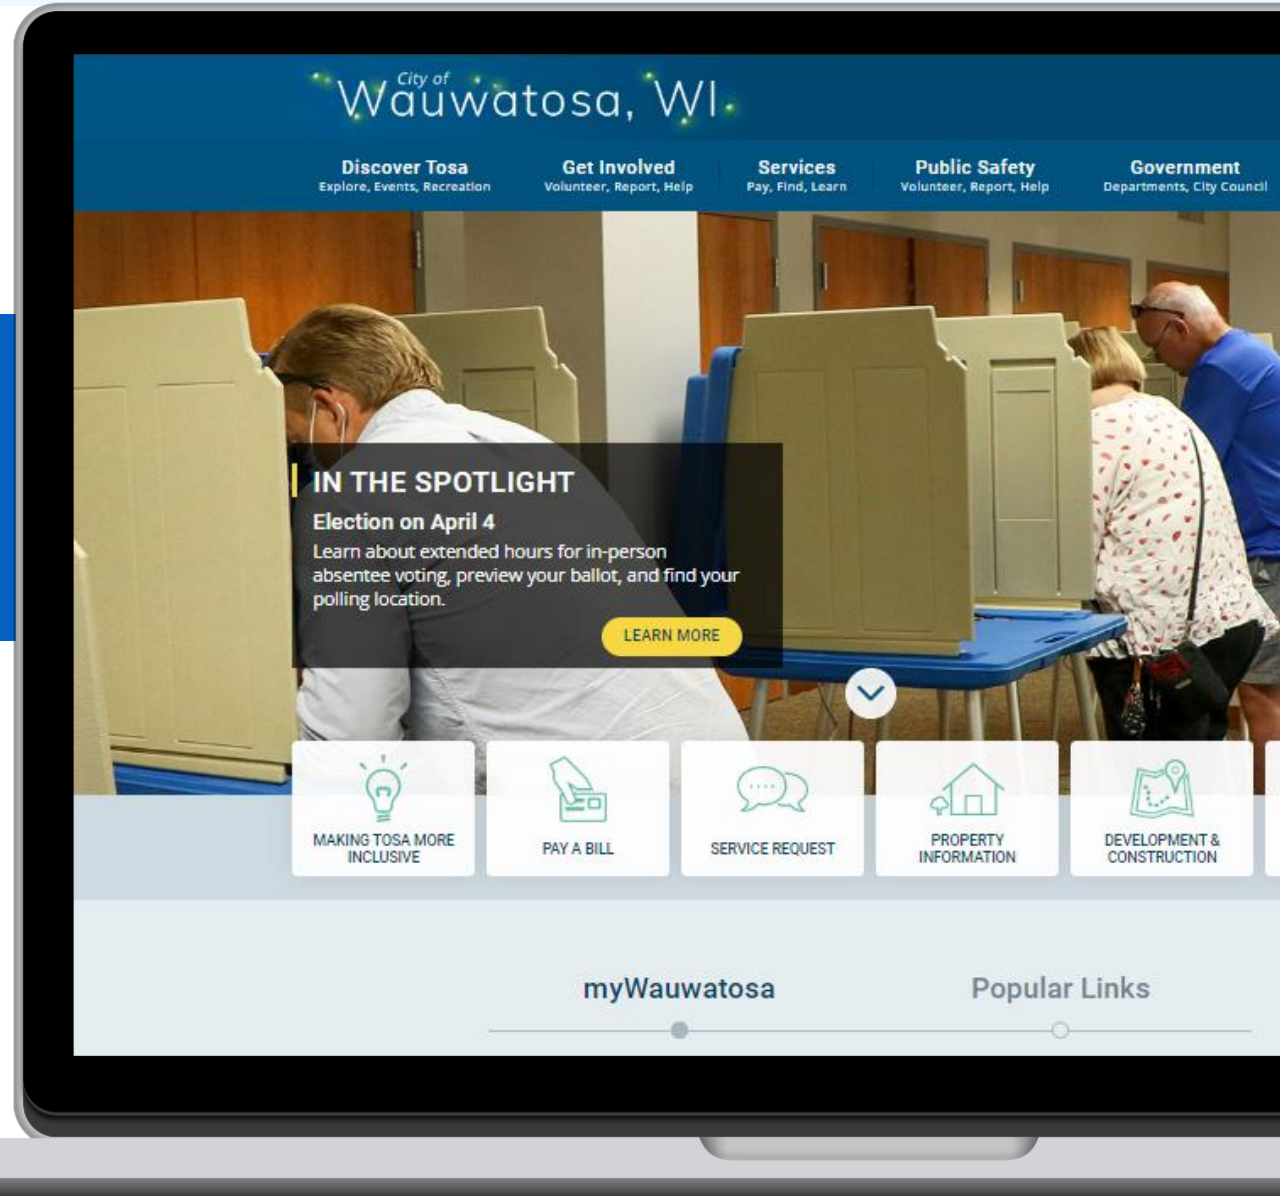 City of
Wauwatosa, WI
Discover Tosa
Explore, Events, Recreation
Get Involved
Volunteer, Report, Help
Services
Pay, Find, Learn
Public Safety
Volunteer, Report, Help
Government
Departments, City Council
IN THE SPOTLIGHT
Election on April 4
Learn about extended hours for in-person
absentee voting, preview your ballot, and find your
polling location.
LEARN MORE
MAKING TOSA MORE
INCLUSIVE
PAY A BILL
SERVICE REQUEST
PROPERTY
INFORMATION
DEVELOPMENT &
CONSTRUCTION
myWauwatosa
Popular Links